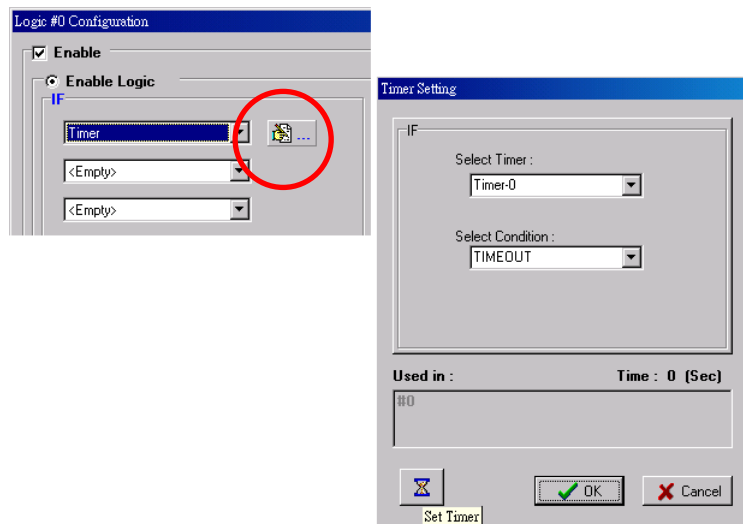 Logic #0 Configuration
Enable
Enable Logic
IF
Timer
...
<Empty>
<Empty>
Timer Setting
IF
Select Timer :
Timer-0
Select Condition :
TIMEOUT
Used in :
Time : 0 (Sec)
#0
OK
Cancel
Set Timer